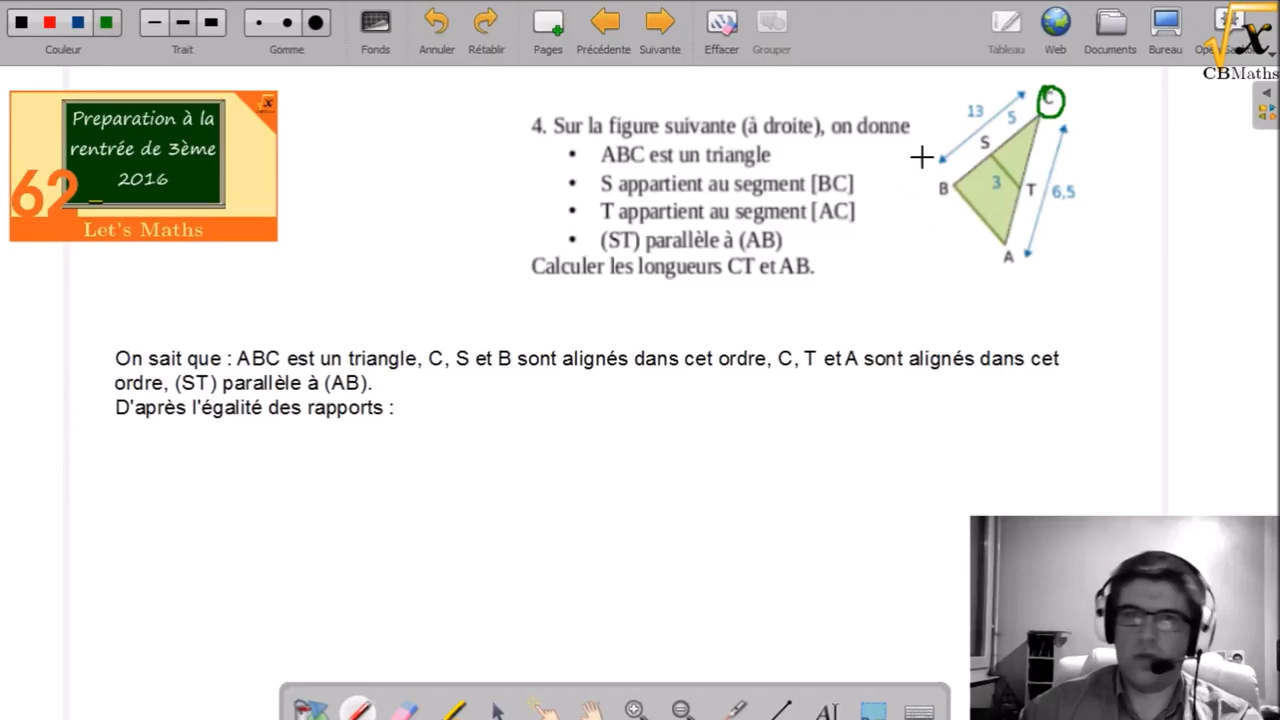 Couleur
Trait
Gomme
Fonds
Annuler
Rétablir
Pages
Précédente
Suivante
Effacer
Grouper
Tableau
Web
Documents
Bureau
CBMaths
Preparation à la
rentrée de 3ème
2016
62_
Let's Maths
4. Sur la figure suivante (à droite), on donne
• ABC est un triangle
• S appartient au segment [BC]
• T appartient au segment [AC]
• (ST) parallèle à (AB)
Calculer les longueurs CT et AB.
13
5
C
S
B
3
T
6,5
A
On sait que : ABC est un triangle, C, S et B sont alignés dans cet ordre, C, T et A sont alignés dans cet
ordre, (ST) parallèle à (AB).
D'après l'égalité des rapports :
AI